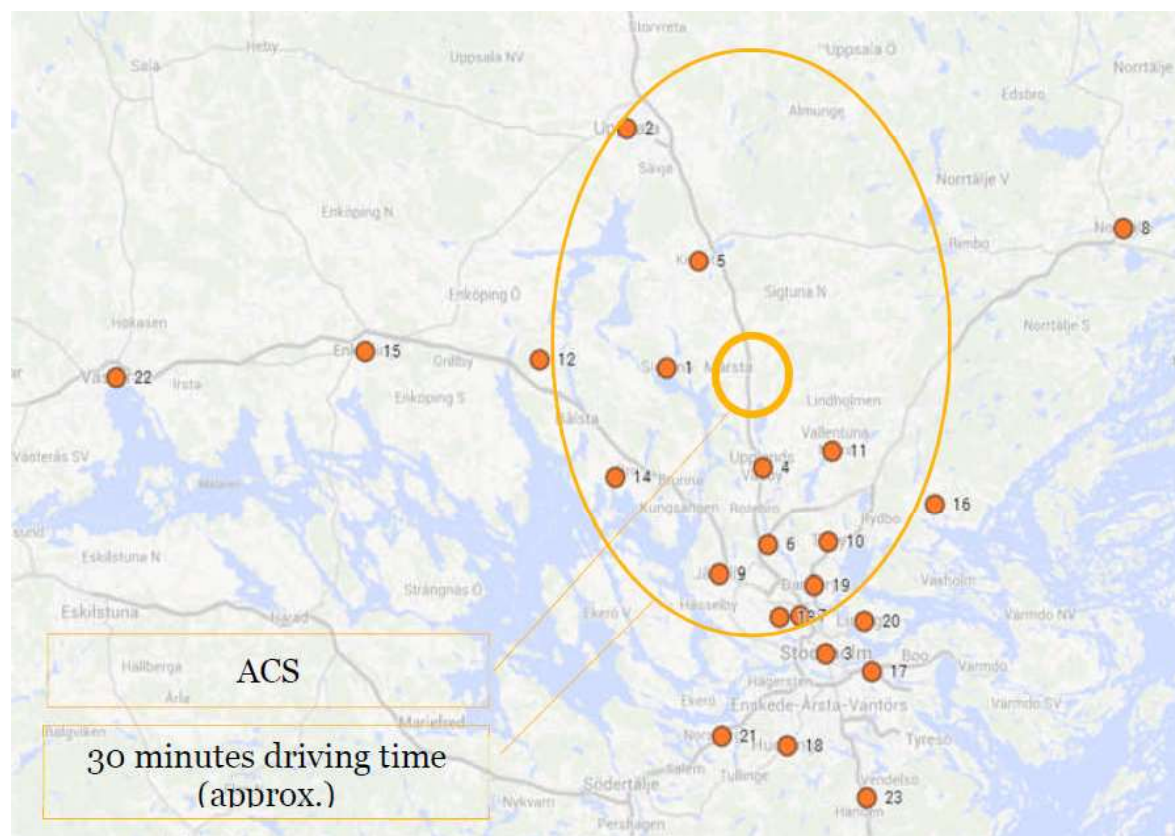 Storvreta
Heby
Uppsala NV
Uppsala Ö
Norrtälje
Sala
Edsbro
Almunge
2
Sävja
Norrtälje V
Enköping N
8
Rimbo
5
Enköping Ö
Sigtuna N
Hökåsen
Norrtälje S
15
Grillby
12
1
Märsta
22
Irsta
Enköping S
Lindholmen
Bålsta
Vallentuna
11
Västerås SV
Upplands
Väsby
4
14
Brunna
Mälaren
Kungsängen
Rotebro
16
Rydbo
Eskilstuna N
6
10
9
Vaxholm
Strängnäs Ö
19
Eskilstuna
Hässelby
Ekerö V
Värmdö NV
20
ACS
3
Boo
17
Värmdö
Hägersten
Hällberga
Ärla
Ekerö
Enskede-Årsta-Vantörs
Värmdö SV
Mariefred
21
18
Tyresö
30 minutes driving time
(approx.)
Salem
Tullinge
Södertälje
Vendelsö
Nykvarn
23
Pershagen